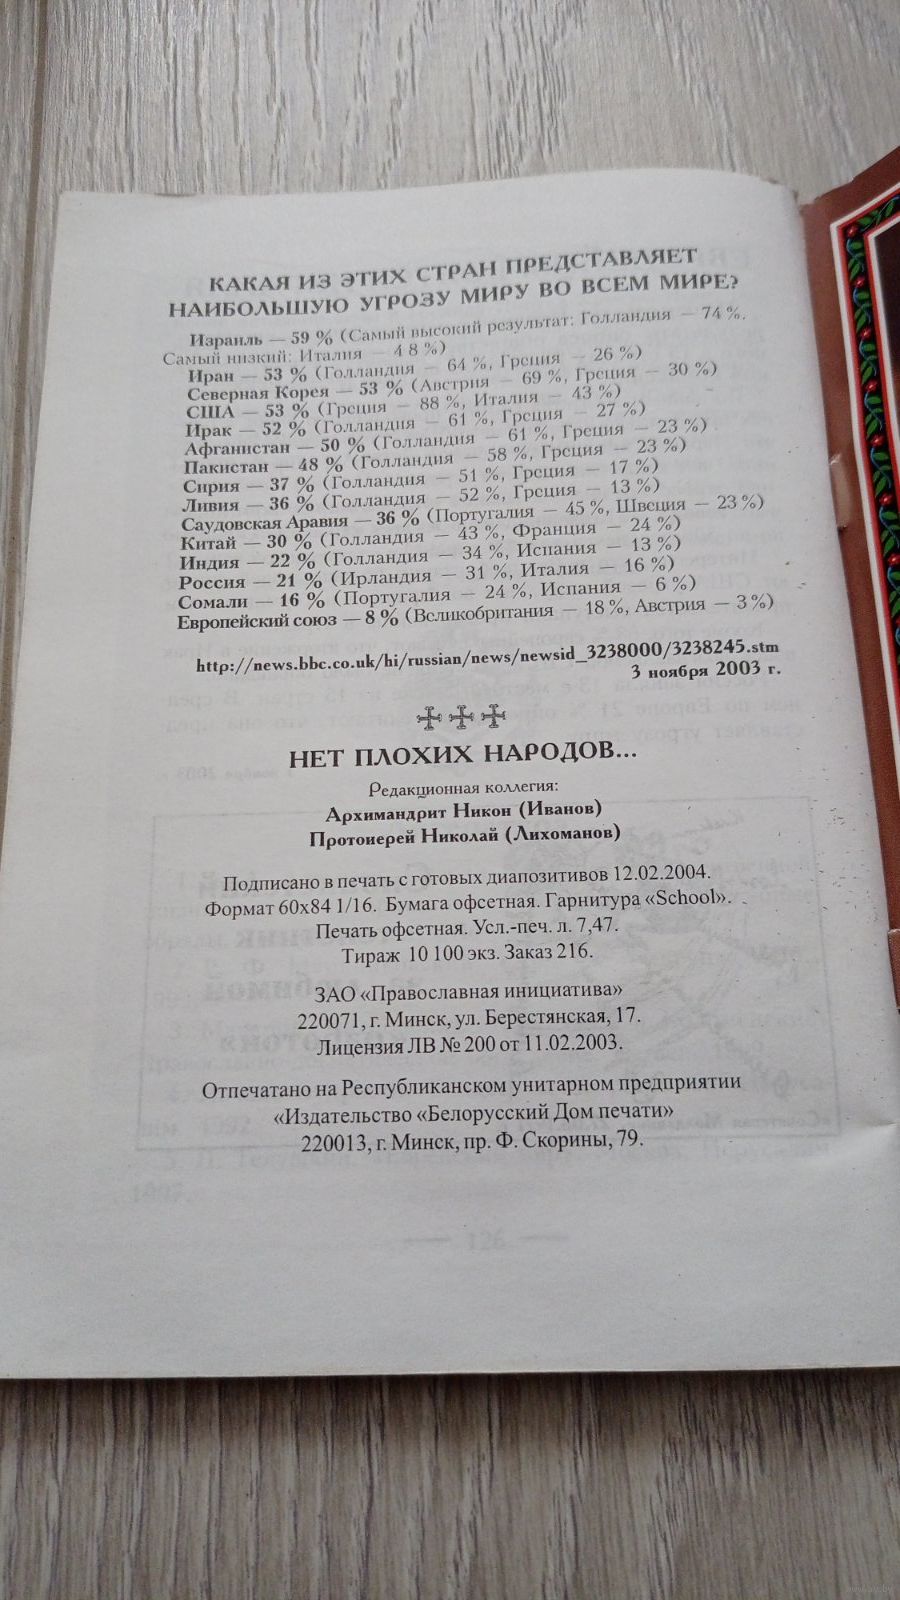 КАКАЯ ИЗ ЭТИХ СТРАН ПРЕДСТАВЛЯЕТ
НАИБОЛЬШУЮ УГРОЗУ МИРУ ВО ВСЕМ МИРЕ?
Израиль — 59 % (Самый высокий результат: Голландия — 74 %.
Самый низкий: Италия — 4 8 %)
Иран — 53 % (Голландия — 64 %, Греция — 26 %)
Северная Корея — 53 % (Австрия — 69 %, Греция — 30 %)
США — 53 % (Греция — 88 %, Италия — 43 %)
Ирак — 52 % (Голландия — 61 %, Греция — 27 %)
Афганистан — 50 % (Голландия — 61 %, Греция — 23 %)
Пакистан — 48 % (Голландия — 58 %, Греция — 23 %)
Сирия — 37 % (Голландия — 51 %, Греция — 17 %)
Ливия — 36 % (Голландия — 52 %, Греция — 13 %)
Саудовская Аравия — 36 % (Португалия — 45 %, Швеция — 23 %)
Китай — 30 % (Голландия — 43 %, Франция — 24 %)
Индия — 22 % (Голландия — 34 %, Испания — 13 %)
Россия — 21 % (Ирландия — 31 %, Италия — 16 %)
Сомали — 16 % (Португалия — 24 %, Испания — 6 %)
Европейский союз — 8 % (Великобритания — 18 %, Австрия — 3 %)
http://news.bbc.co.uk/hi/russian/news/newsid_3238000/3238245.stm
3 ноября 2003 г.
НЕТ ПЛОХИХ НАРОДОВ...
Редакционная коллегия:
Архимандрит Никон (Иванов)
Протоиерей Николай (Лихоманов)
Подписано в печать с готовых диапозитивов 12.02.2004.
Формат 60х84 1/16. Бумага офсетная. Гарнитура «School».
Печать офсетная. Усл.-печ. л. 7,47.
Тираж 10 100 экз. Заказ 216.
ЗАО «Православная инициатива»
220071, г. Минск, ул. Берестянская, 17.
Лицензия ЛВ № 200 от 11.02.2003.
Отпечатано на Республиканском унитарном предприятии
«Издательство «Белорусский Дом печати»
220013, г. Минск, пр. Ф. Скорины, 79.